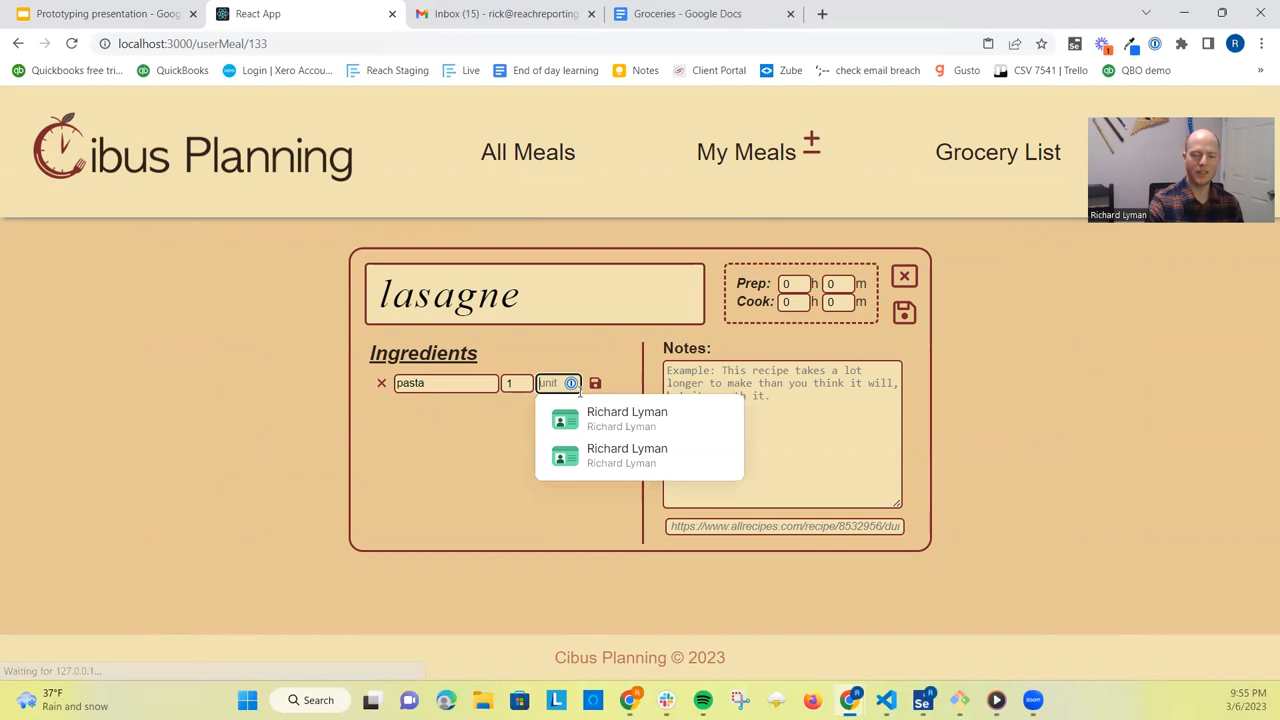 Prototyping presentation - Goog
React App
Inbox (15) - rick@reachreporting
Groceries - Google Docs
localhost:3000/userMeal/133
Quickbooks free tri...
QuickBooks
Login | Xero Accou...
Reach Sharing
Live
End of day learning
Notes
Client Portal
Zube
check email breach
Gusto
CSV 7541 | Trello
QBO demo
Cibus Planning
All Meals
My Meals
Grocery List
Richard Lyman
lasagne
Prep: 0 h 0 m
Cook: 0 h 0 m
Ingredients
pasta 1 unit
Richard Lyman
Richard Lyman
Richard Lyman
Richard Lyman
Notes:
Example: This recipe takes a lot
longer to make than you think it will,
it.
https://www.allrecipes.com/recipe/8532956/du
Cibus Planning © 2023
Waiting for 127.0.0.1...
37°F
Rain and snow
Search
9:55 PM
3/6/2023